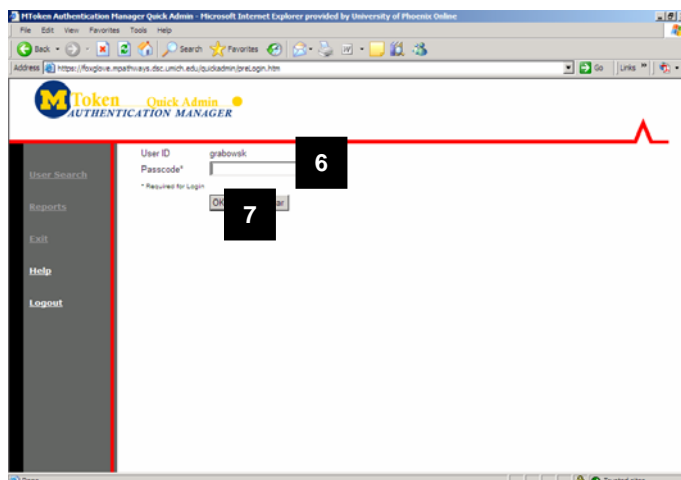 MToken Authentication Manager Quick Admin - Microsoft Internet Explorer provided by University of Phoenix Online
File Edit View Favorites Tools Help
Back Search Favorites
Address https://foxglove.mpathways.dsc.umich.edu/quickadmin/preLogin.htm Go Links
M Token Quick Admin
AUTHENTICATION MANAGER
User ID grabowsk
Passcode* 6
* Required for Login
OK 7 ar
User Search
Reports
Exit
Help
Logout
Done Trusted sites